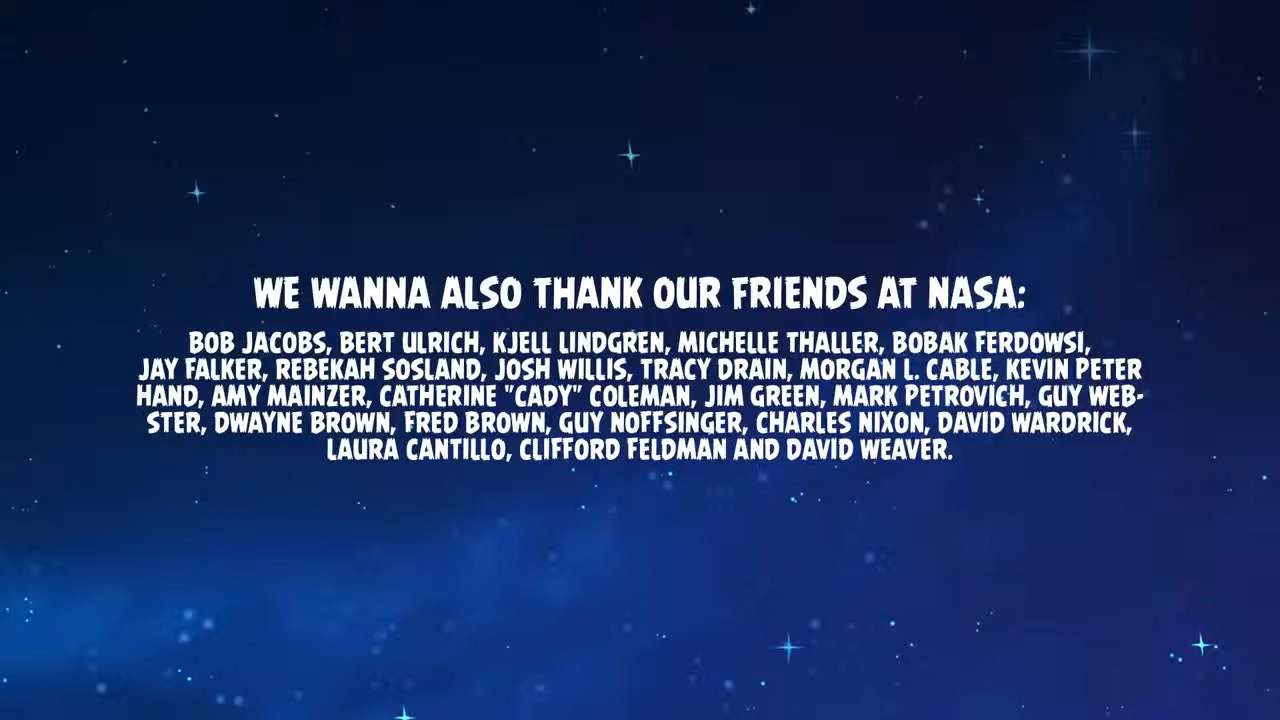 WE WANNA ALSO THANK OUR FRIENDS AT NASA:
BOB JACOBS, BERT ULRICH, KJELL LINDGREN, MICHELLE THALLER, BOBAK FERDOWSI,
JAY FALKER, REBEKAH SOSLAND, JOSH WILLIS, TRACY DRAIN, MORGAN L. CABLE, KEVIN PETER
HAND, AMY MAINZER, CATHERINE "CADY" COLEMAN, JIM GREEN, MARK PETROVICH, GUY WEB-
STER, DWAYNE BROWN, FRED BROWN, GUY NOFFSINGER, CHARLES NIXON, DAVID WARDRICK,
LAURA CANTILLO, CLIFFORD FELDMAN AND DAVID WEAVER.